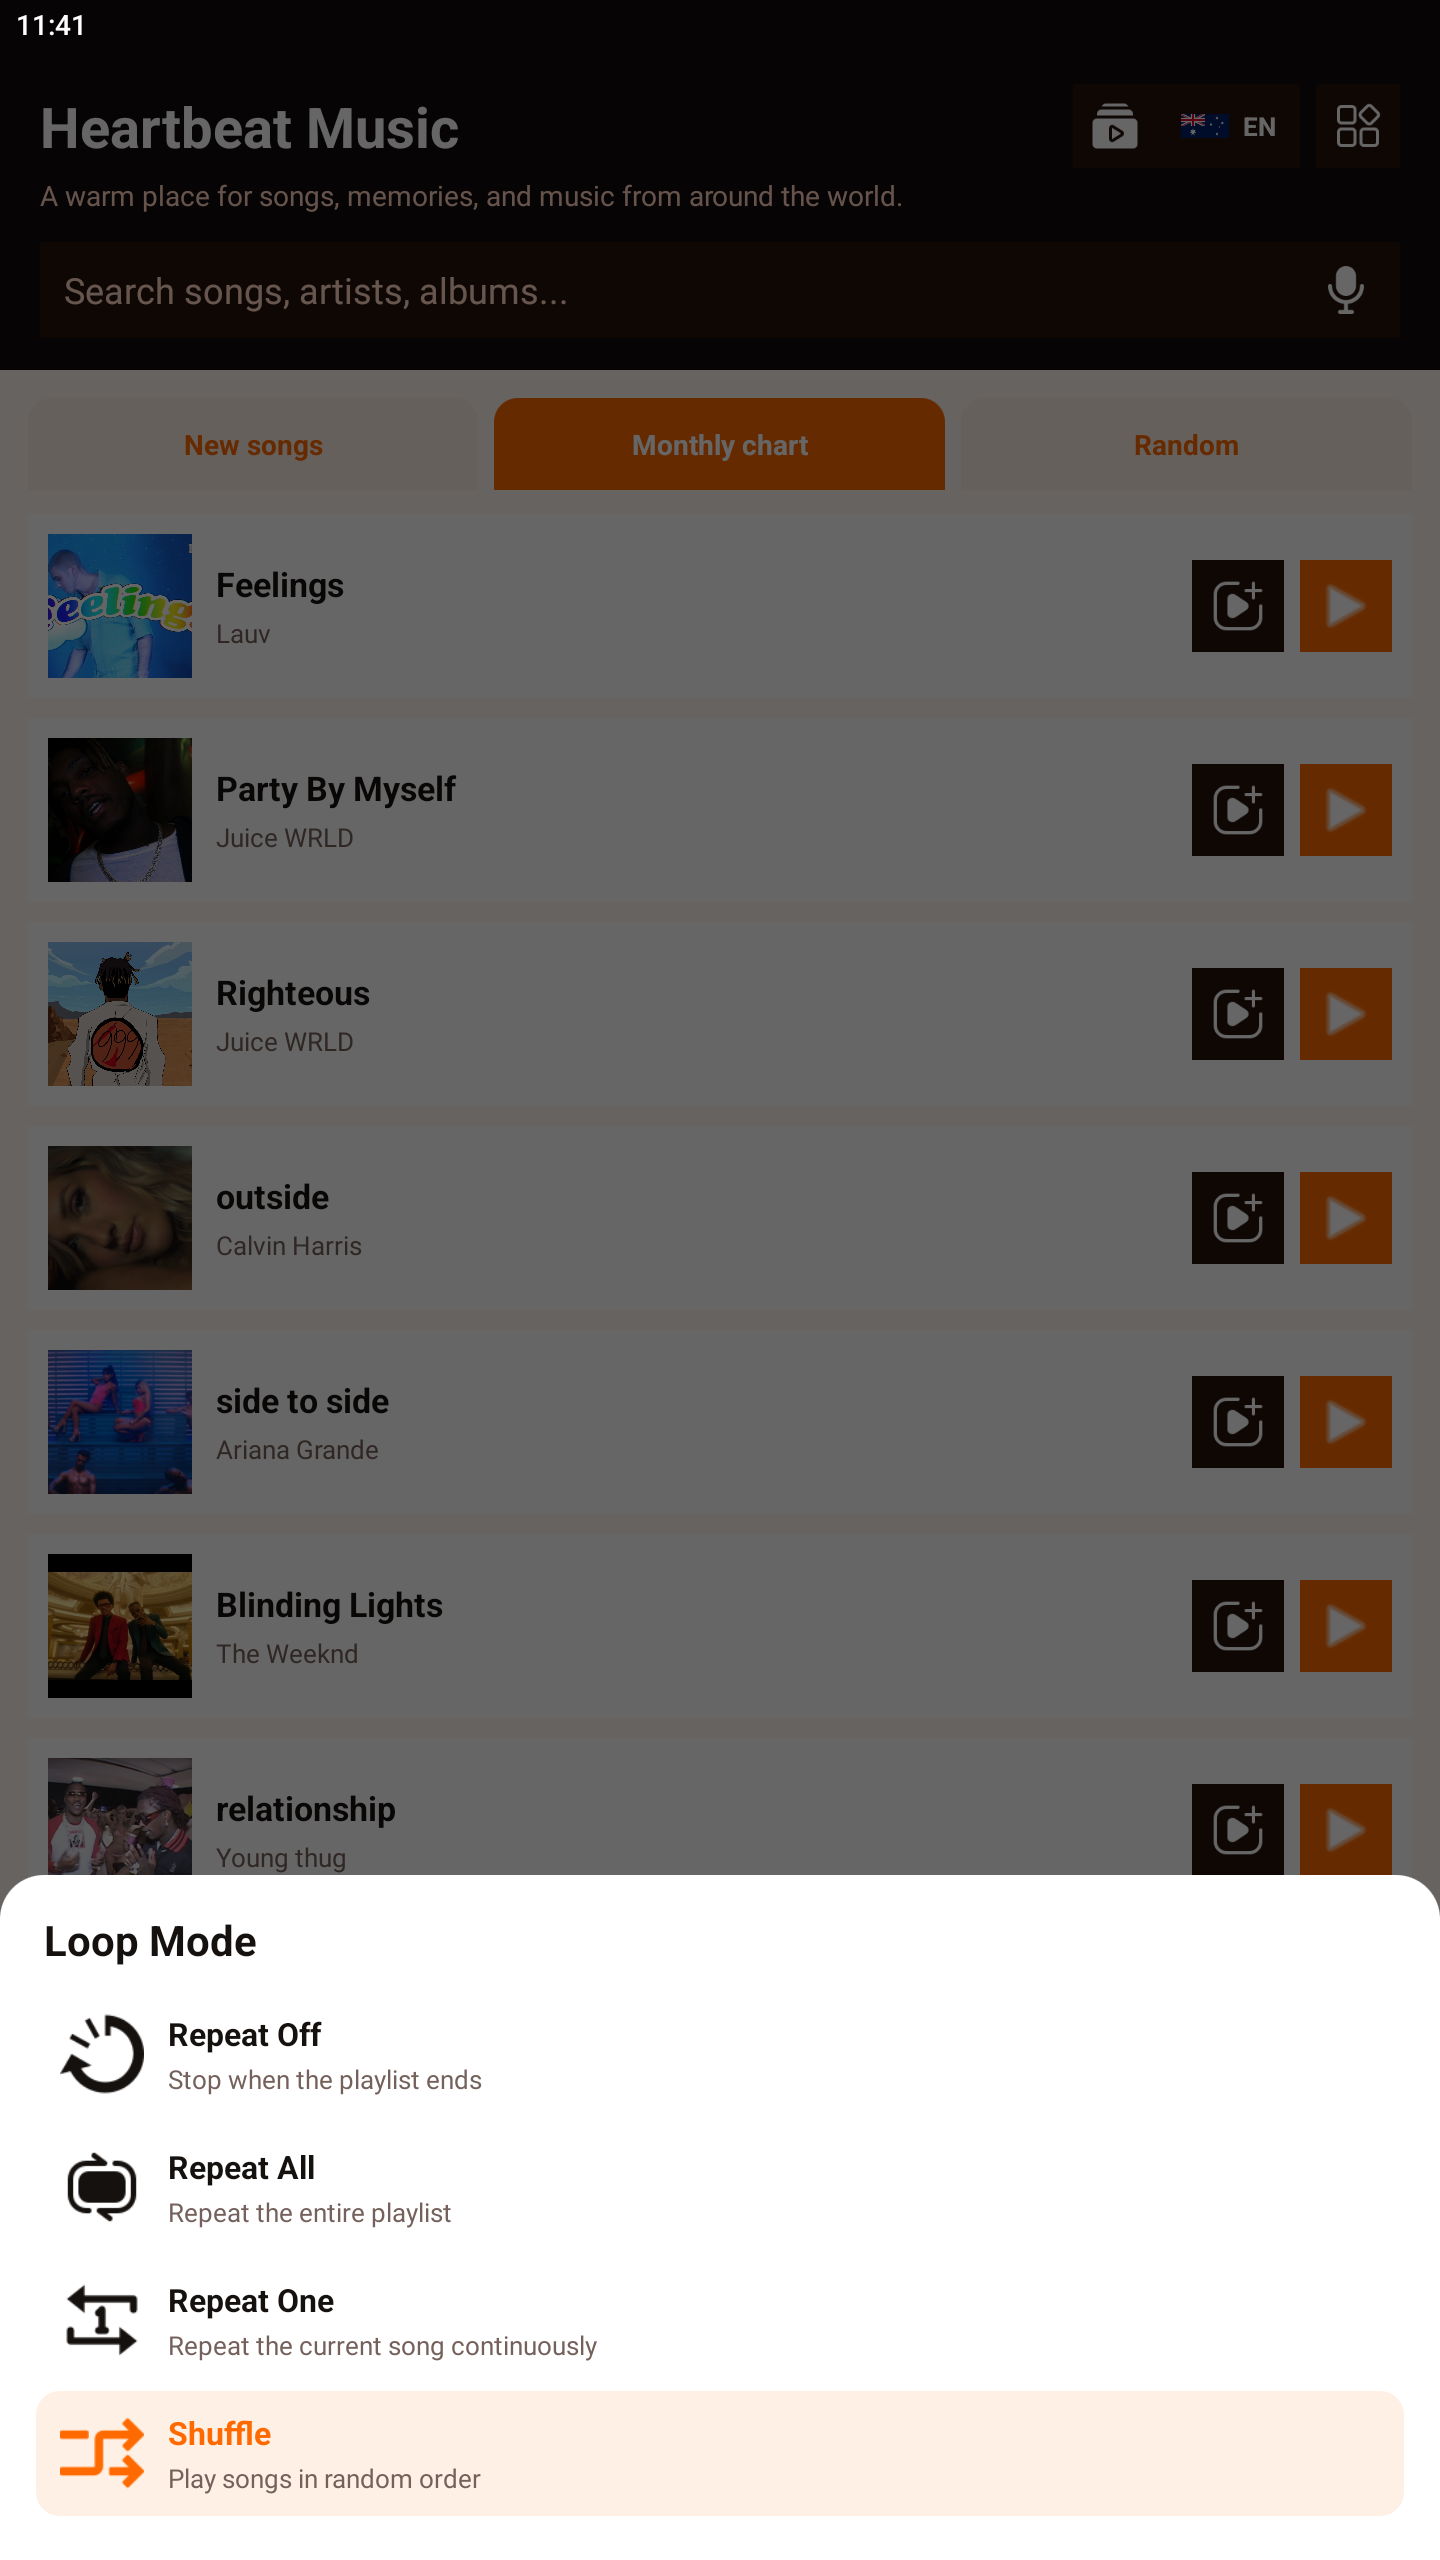 11:41
Heartbeat Music
EN
A warm place for songs, memories, and music from around the world.
Search songs, artists, albums...
New songs
Monthly chart
Random
Feelings
Lauv
Party By Myself
Juice WRLD
Righteous
Juice WRLD
999
outside
Calvin Harris
side to side
Ariana Grande
Blinding Lights
The Weeknd
relationship
Young thug
Loop Mode
Repeat Off
Stop when the playlist ends
Repeat All
Repeat the entire playlist
1
Repeat One
Repeat the current song continuously
Shuffle
Play songs in random order